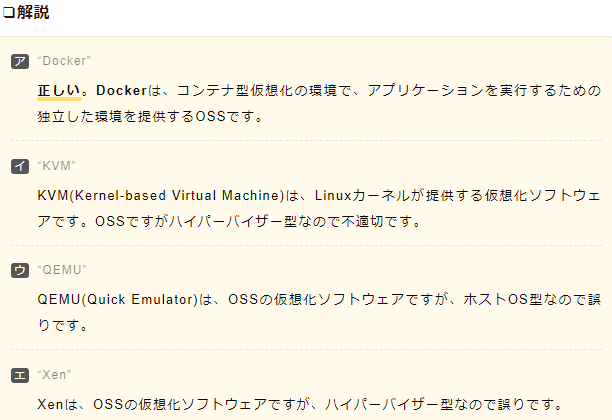 ❏解説
ア “Docker”
正しい。Dockerは、コンテナ型仮想化の環境で、アプリケーションを実行するための
独立した環境を提供するOSSです。
イ “KVM”
KVM(Kernel-based Virtual Machine)は、Linuxカーネルが提供する仮想化ソフトウェ
アです。OSSですがハイパーバイザー型なので不適切です。
ウ “QEMU”
QEMU(Quick Emulator)は、OSSの仮想化ソフトウェアですが、ホストOS型なので誤
りです。
エ “Xen”
Xenは、OSSの仮想化ソフトウェアですが、ハイパーバイザー型なので誤りです。